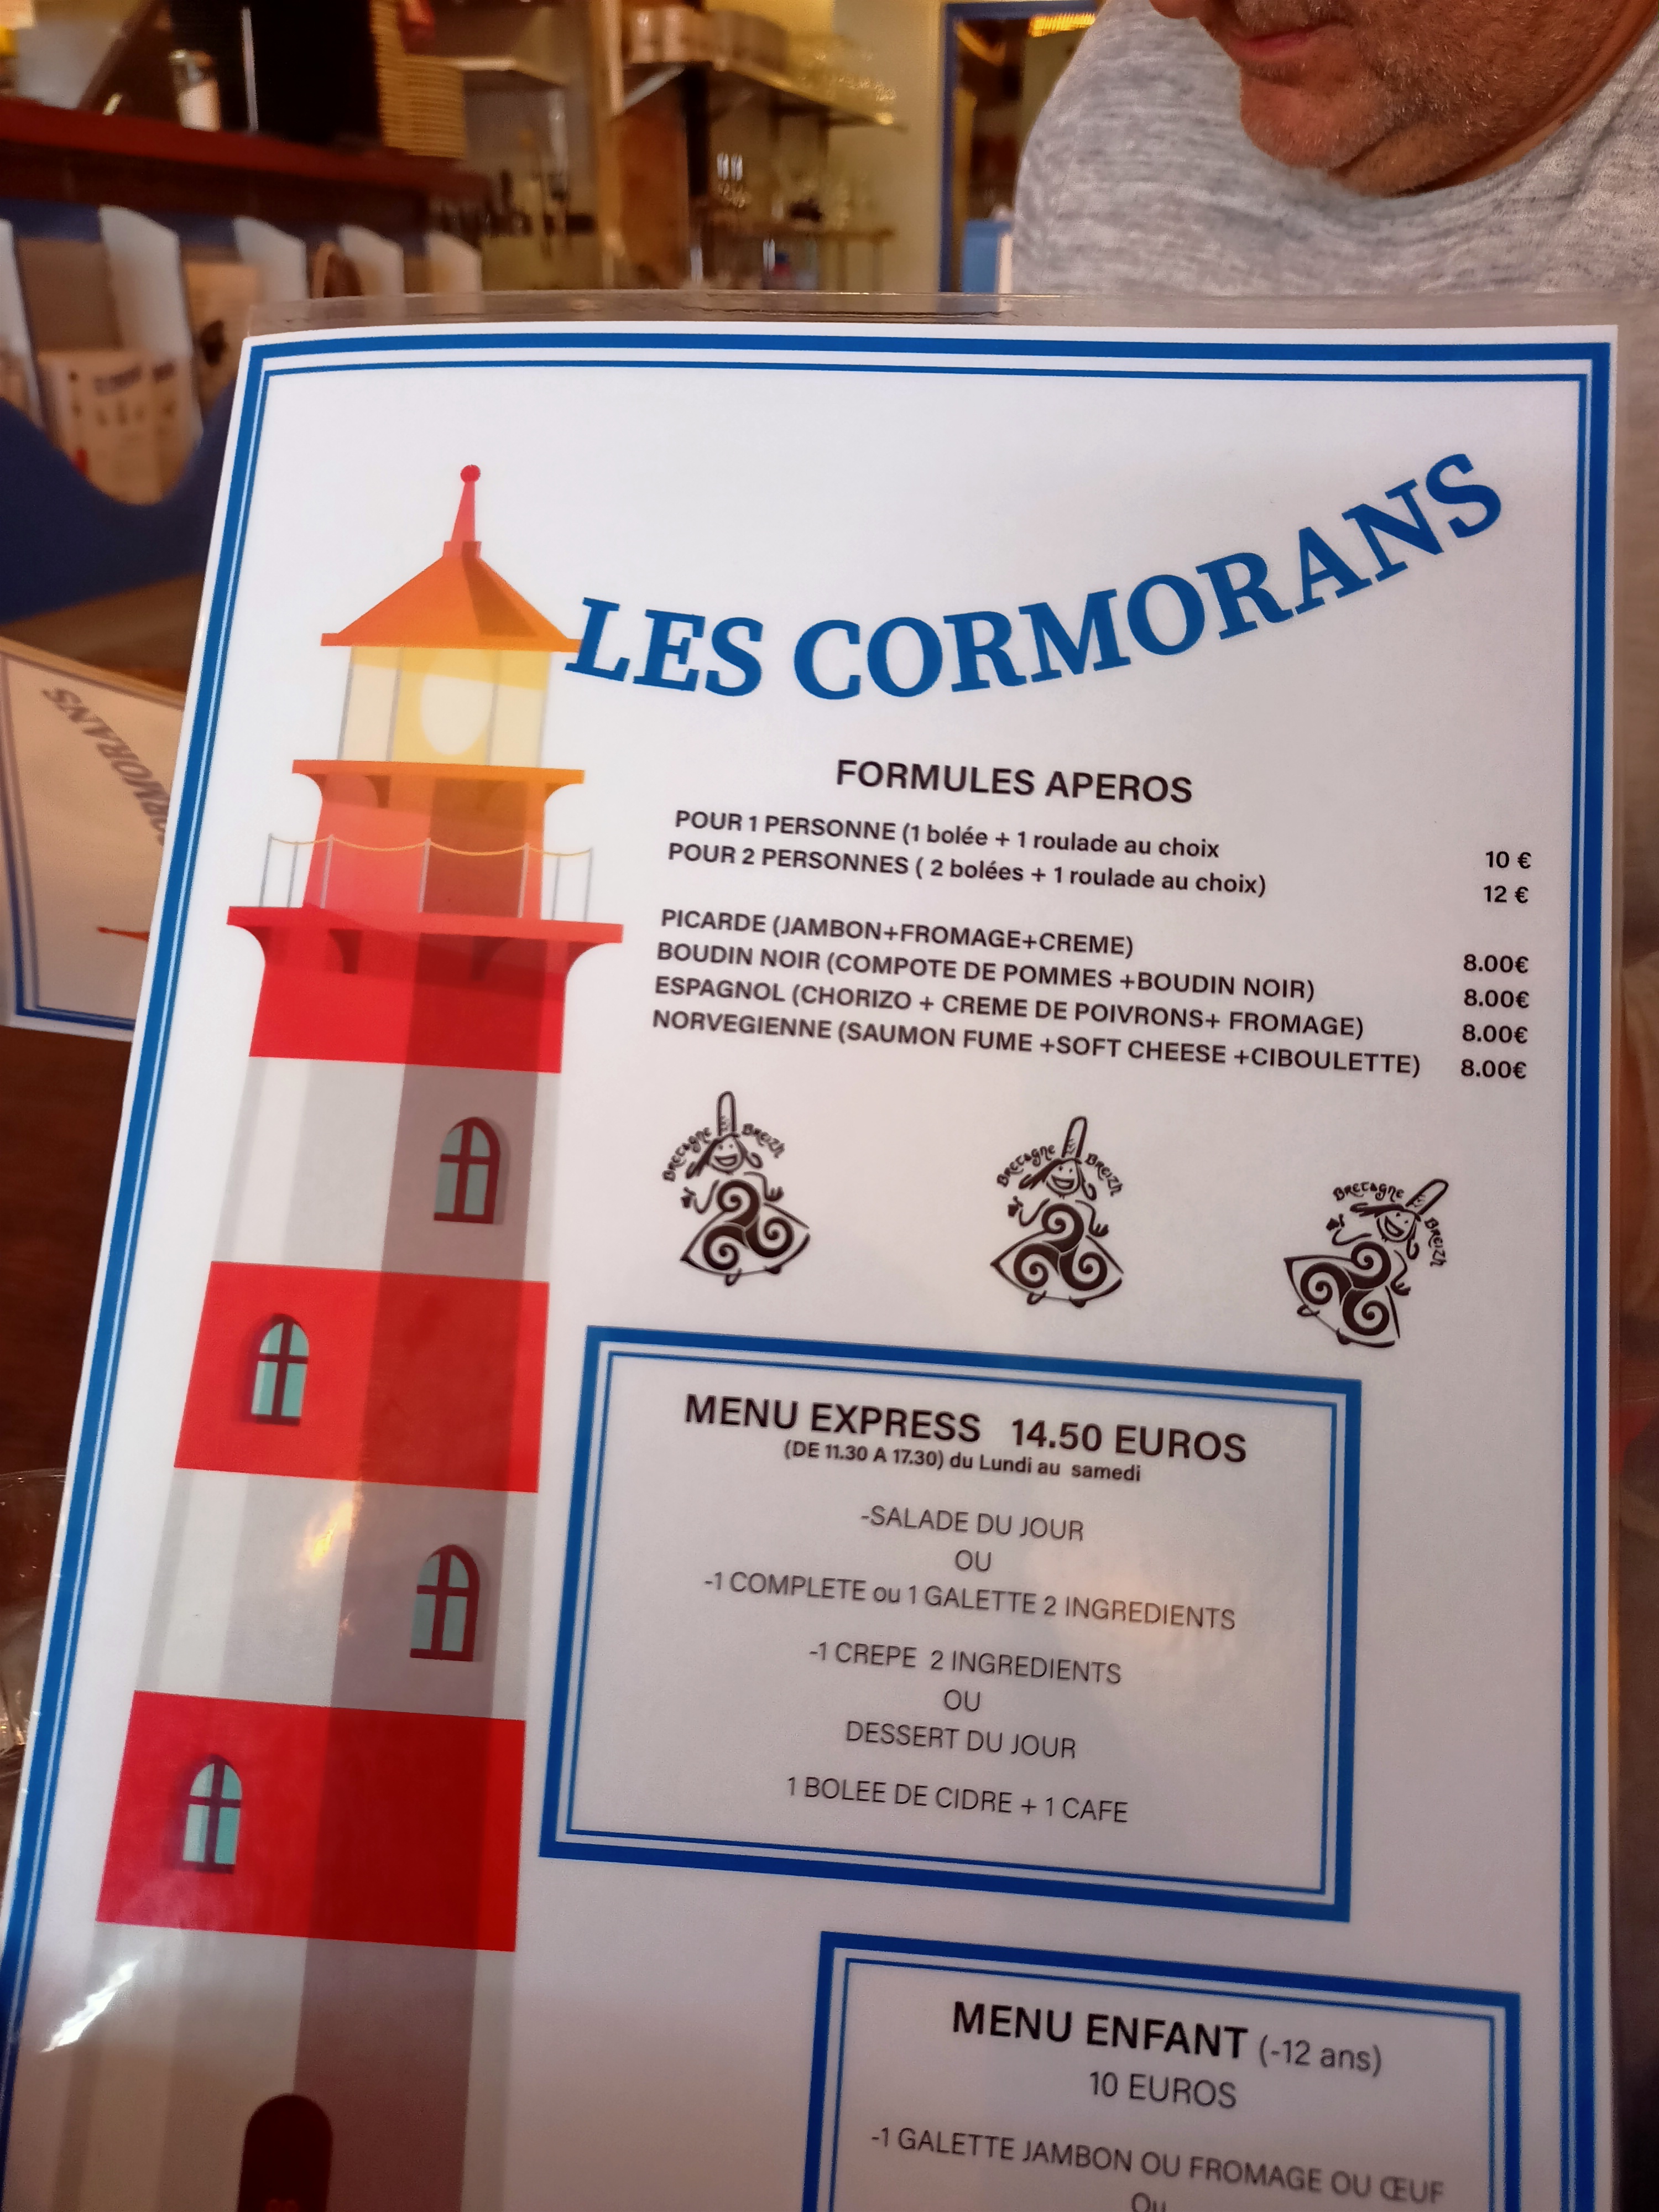 LES CORMORANS
FORMULES APEROS
POUR 1 PERSONNE (1 bolée + 1 roulade au choix 10 €
POUR 2 PERSONNES ( 2 bolées + 1 roulade au choix) 12 €
PICARDE (JAMBON+FROMAGE+CREME) 8.00€
BOUDIN NOIR (COMPOTE DE POMMES +BOUDIN NOIR) 8.00€
ESPAGNOL (CHORIZO + CREME DE POIVRONS+ FROMAGE) 8.00€
NORVEGIENNE (SAUMON FUME +SOFT CHEESE +CIBOULETTE) 8.00€
BRETAGNE BREIZH
BRETAGNE BREIZH
BRETAGNE BREIZH
MENU EXPRESS 14.50 EUROS
(DE 11.30 A 17.30) du Lundi au samedi
-SALADE DU JOUR
OU
-1 COMPLETE ou 1 GALETTE 2 INGREDIENTS
-1 CREPE 2 INGREDIENTS
OU
DESSERT DU JOUR
1 BOLEE DE CIDRE + 1 CAFE
MENU ENFANT (-12 ans)
10 EUROS
-1 GALETTE JAMBON OU FROMAGE OU ŒUF
Ou
CORMORANS